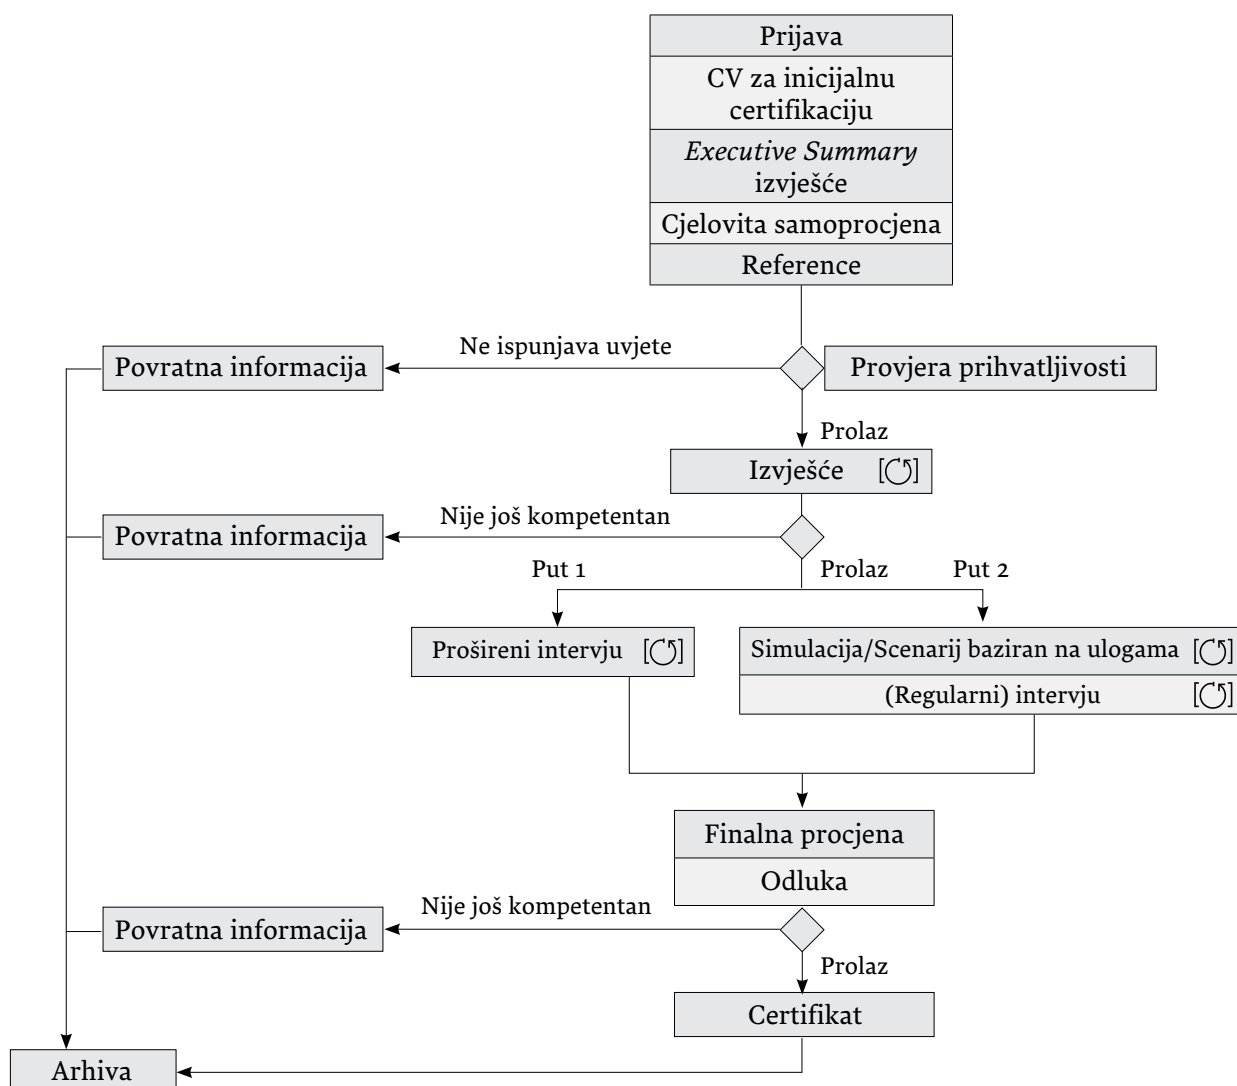 Prijava
CV za inicijalnu
certifikaciju
Executive Summary
izvješće
Cjelovita samoprocjena
Reference
Ne ispunjava uvjete
Povratna informacija
Provjera prihvatljivosti
Prolaz
Izvješće []
Nije još kompetentan
Povratna informacija
Put 1
Prolaz
Put 2
Prošireni intervju []
Simulacija/Scenarij baziran na ulogama []
(Regularni) intervju []
Finalna procjena
Odluka
Nije još kompetentan
Povratna informacija
Prolaz
Certifikat
Arhiva